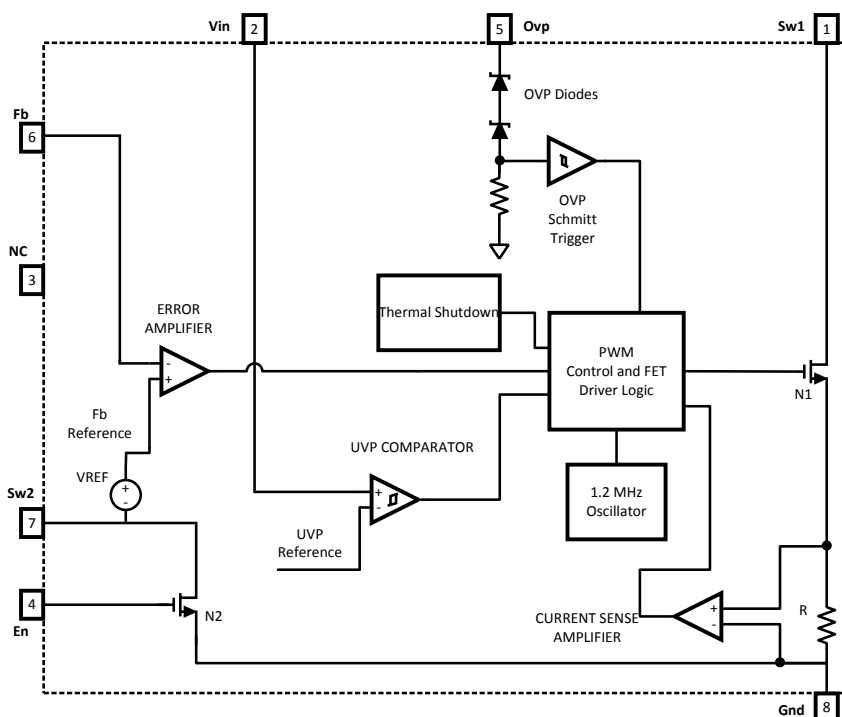 Vin
2
5
Ovp
Sw1
1
OVP Diodes
Fb
6
OVP
Schmitt
Trigger
NC
3
Thermal Shutdown
ERROR
AMPLIFIER
-
+
PWM
Control and FET
Driver Logic
N1
Fb
Reference
VREF
+
-
UVP COMPARATOR
+
-
1.2 MHz
Oscillator
Sw2
7
UVP
Reference
4
En
N2
CURRENT SENSE
AMPLIFIER
+
-
R
Gnd
8